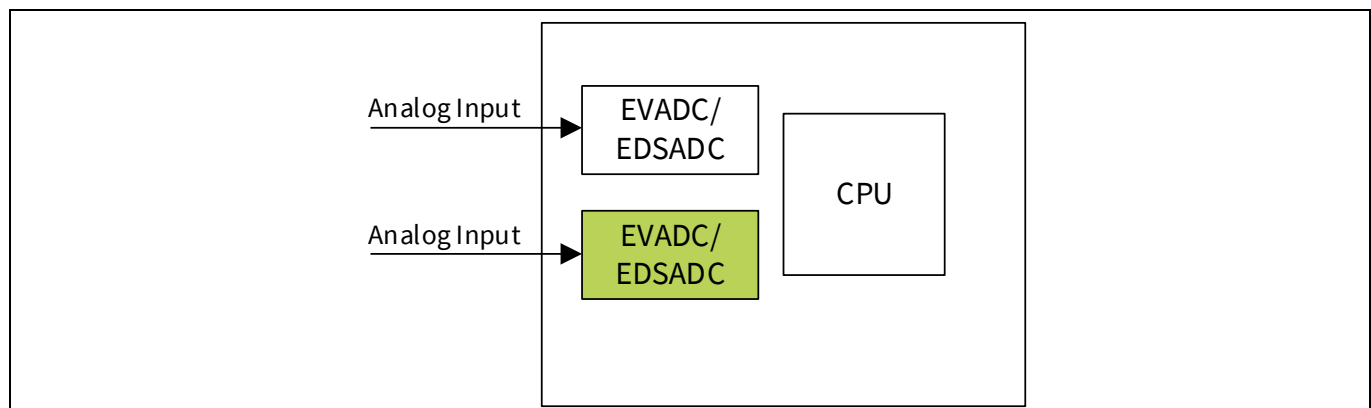 Analog Input
EVADC/
EDSADC
CPU
Analog Input
EVADC/
EDSADC